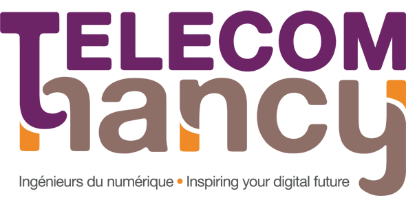 TELECOM
nancy
Ingénieurs du numérique • Inspiring your digital future